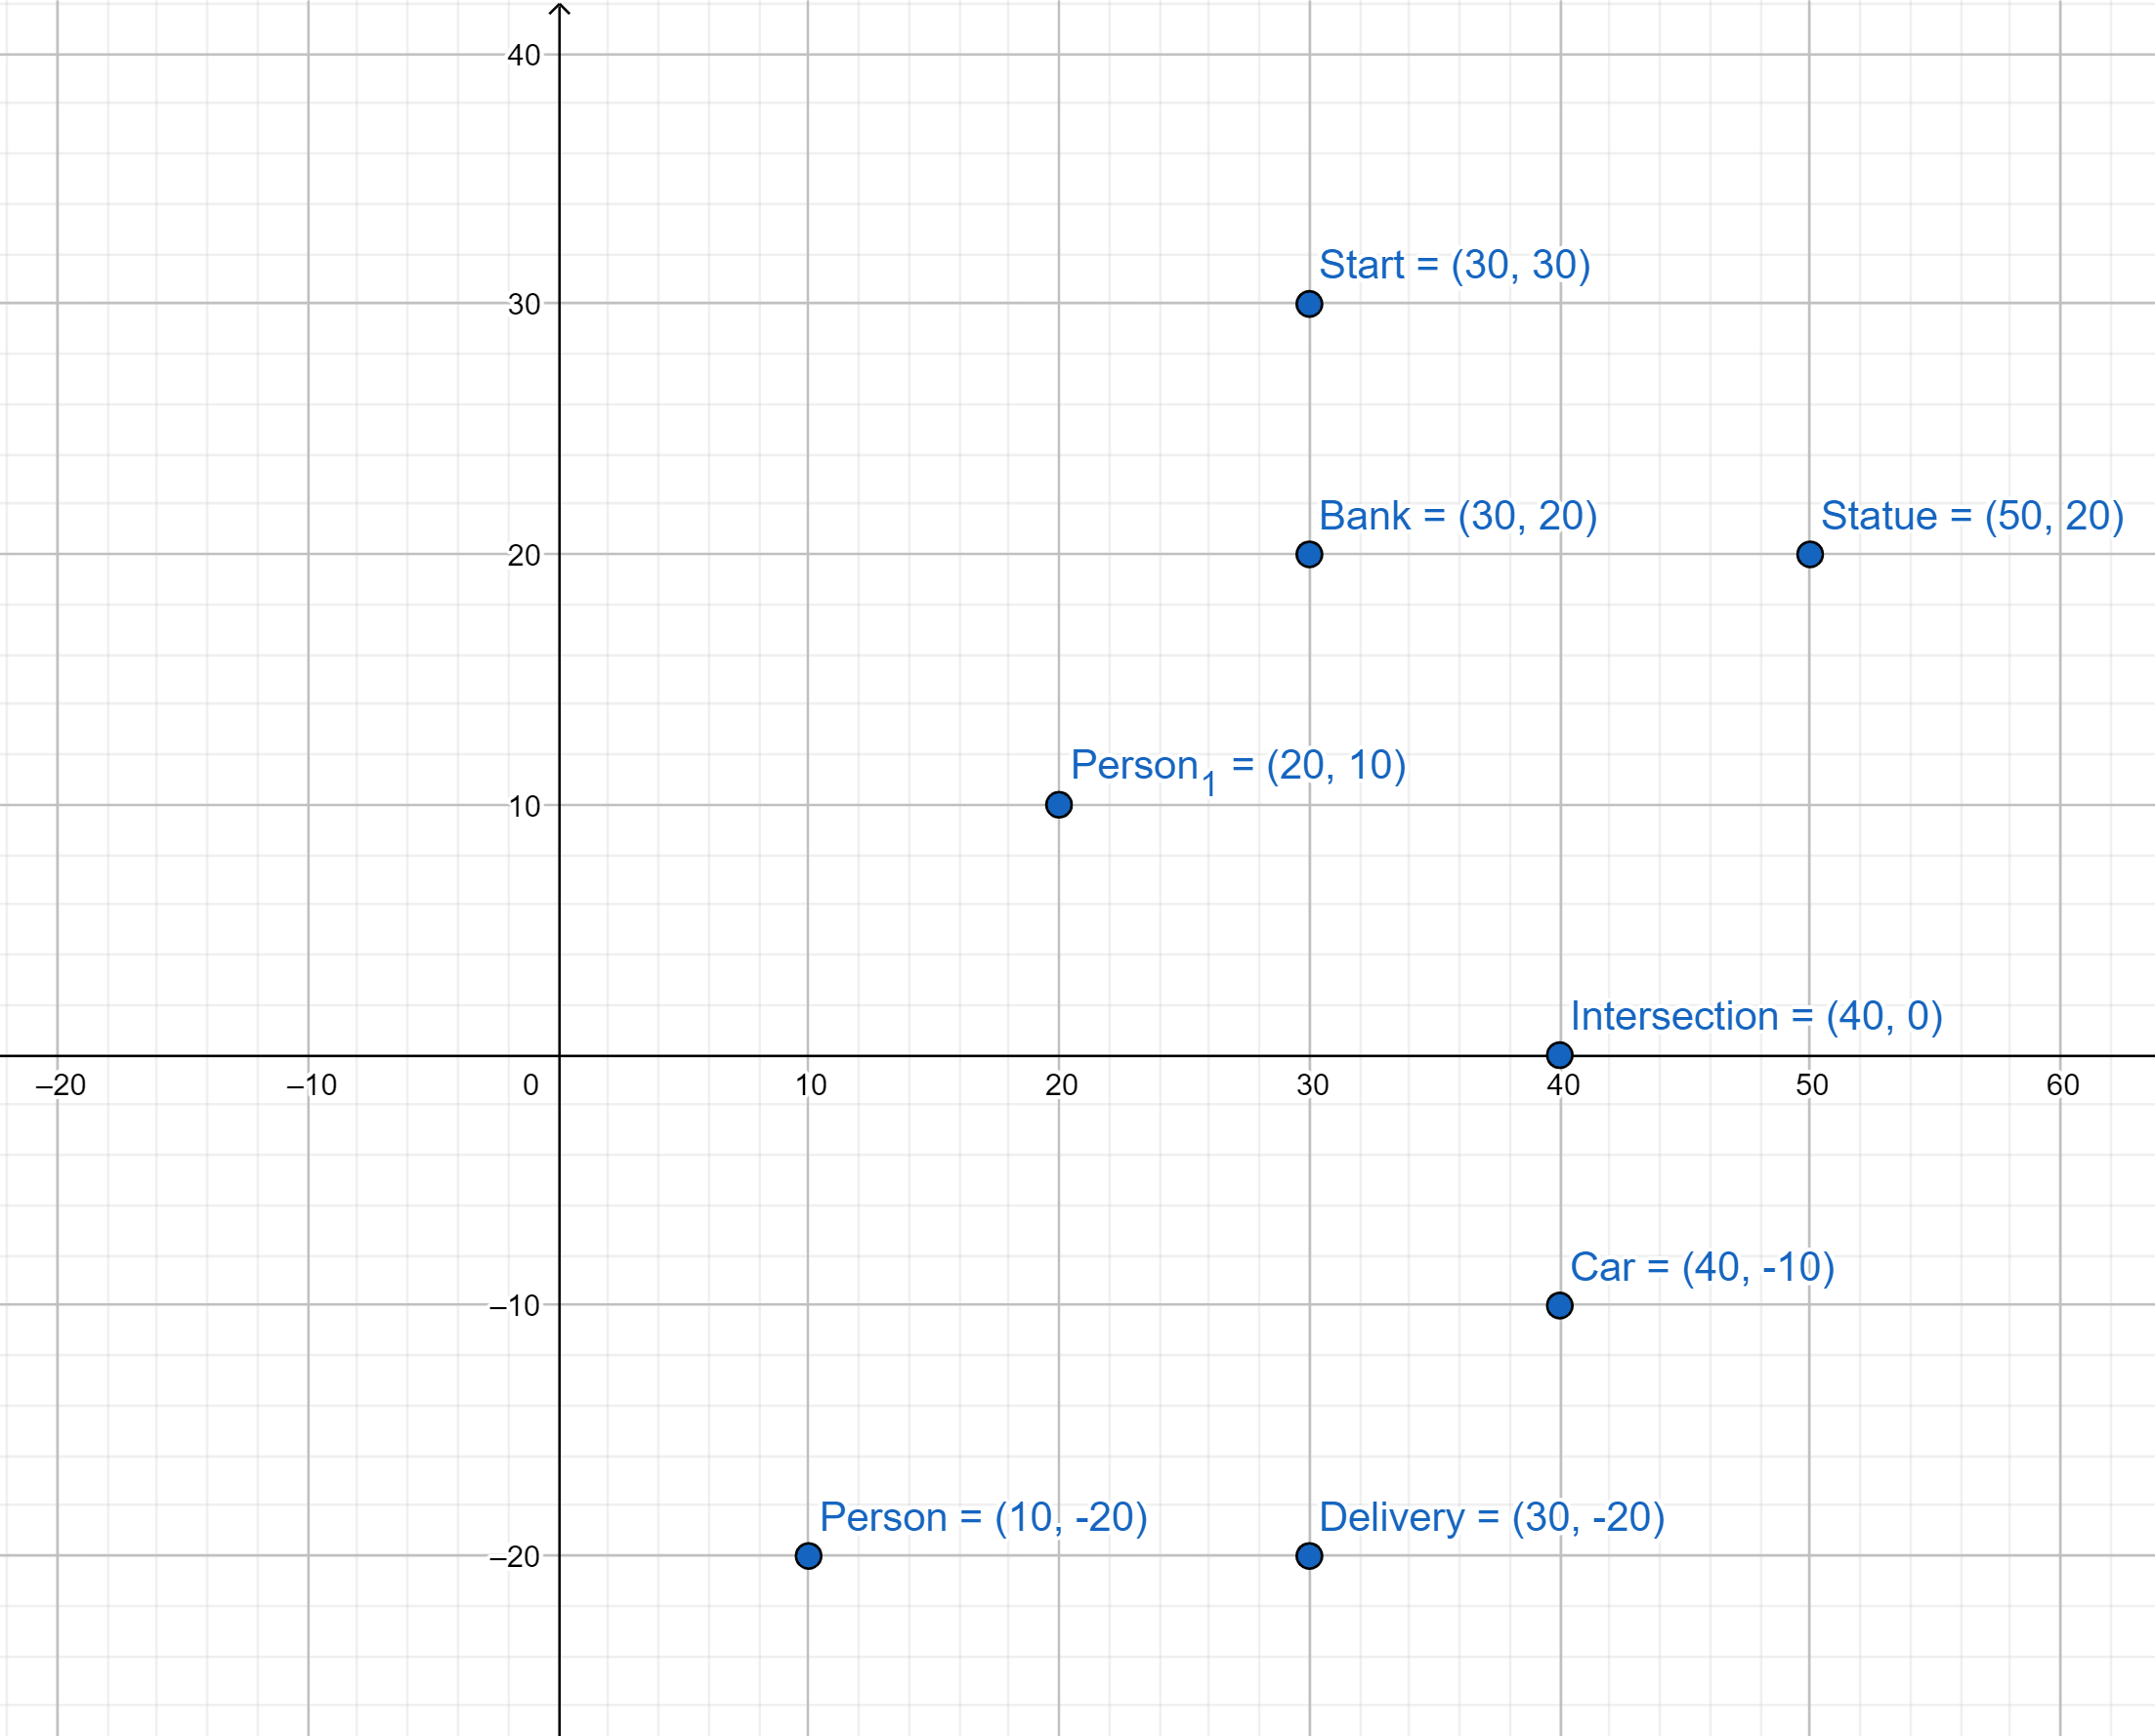 40
Start = (30, 30)
30
Bank = (30, 20)
Statue = (50, 20)
20
Person₁ = (20, 10)
10
Intersection = (40, 0)
–20 –10 0 10 20 30 40 50 60
Car = (40, -10)
–10
Person = (10, -20)
Delivery = (30, -20)
–20